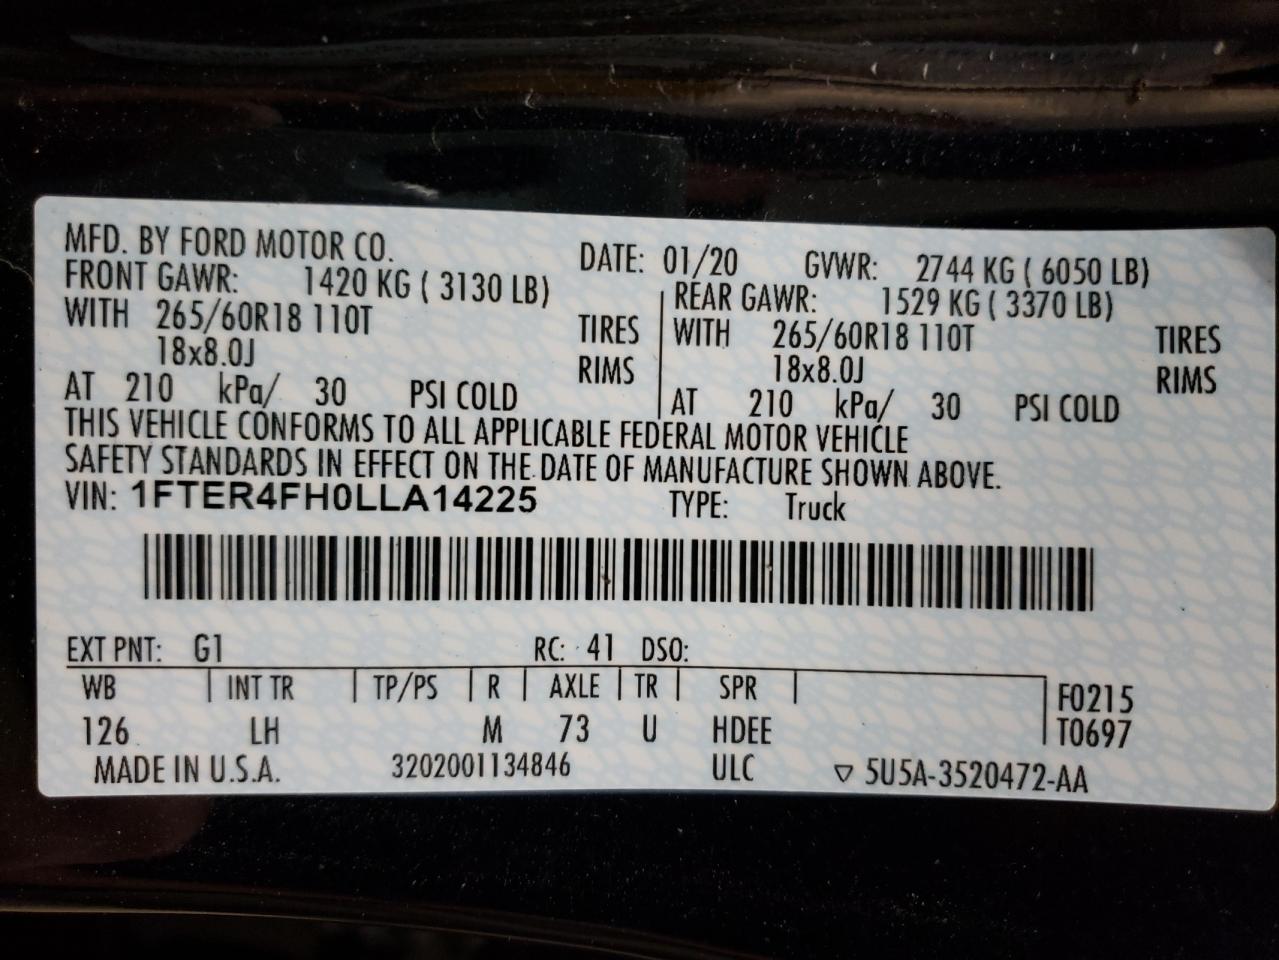 MFD. BY FORD MOTOR CO. DATE: 01/20 GVWR: 2744 KG ( 6050 LB)
FRONT GAWR: 1420 KG ( 3130 LB) REAR GAWR: 1529 KG ( 3370 LB)
WITH 265/60R18 110T TIRES WITH 265/60R18 110T TIRES
18x8.0J RIMS 18x8.0J RIMS
AT 210 kPa/ 30 PSI COLD AT 210 kPa/ 30 PSI COLD
THIS VEHICLE CONFORMS TO ALL APPLICABLE FEDERAL MOTOR VEHICLE
SAFETY STANDARDS IN EFFECT ON THE DATE OF MANUFACTURE SHOWN ABOVE.
VIN: 1FTER4FH0LLA14225 TYPE: Truck
EXT PNT: G1 RC: 41 DSO:
WB INT TR TP/PS R AXLE TR SPR F0215
126 LH M 73 U HDEE T0697
MADE IN U.S.A. 3202001134846 ULC ▽ 5U5A-3520472-AA